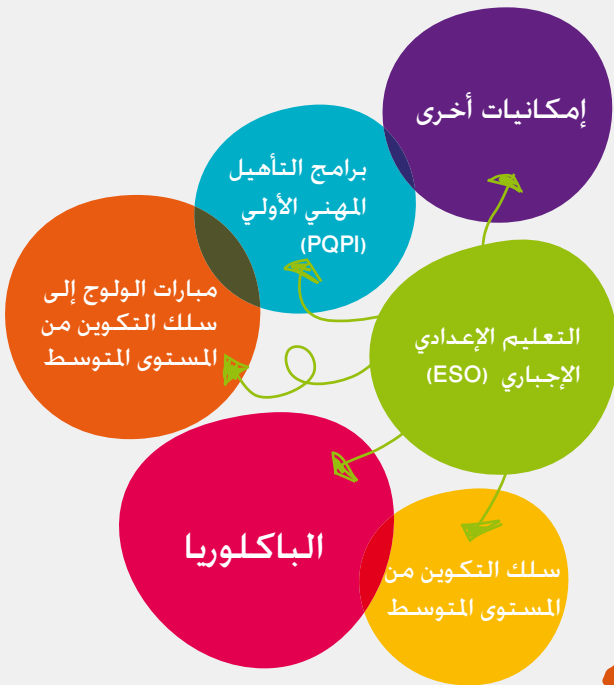 إمكانيات أخرى
برامج التأهيل
المهني الأولي
(PQPI)
مبارات الولوج إلى
سلك التكوين من
المستوى المتوسط
التعليم الإعدادي
الإجباري (ESO)
الباكلوريا
سلك التكوين من
المستوى المتوسط